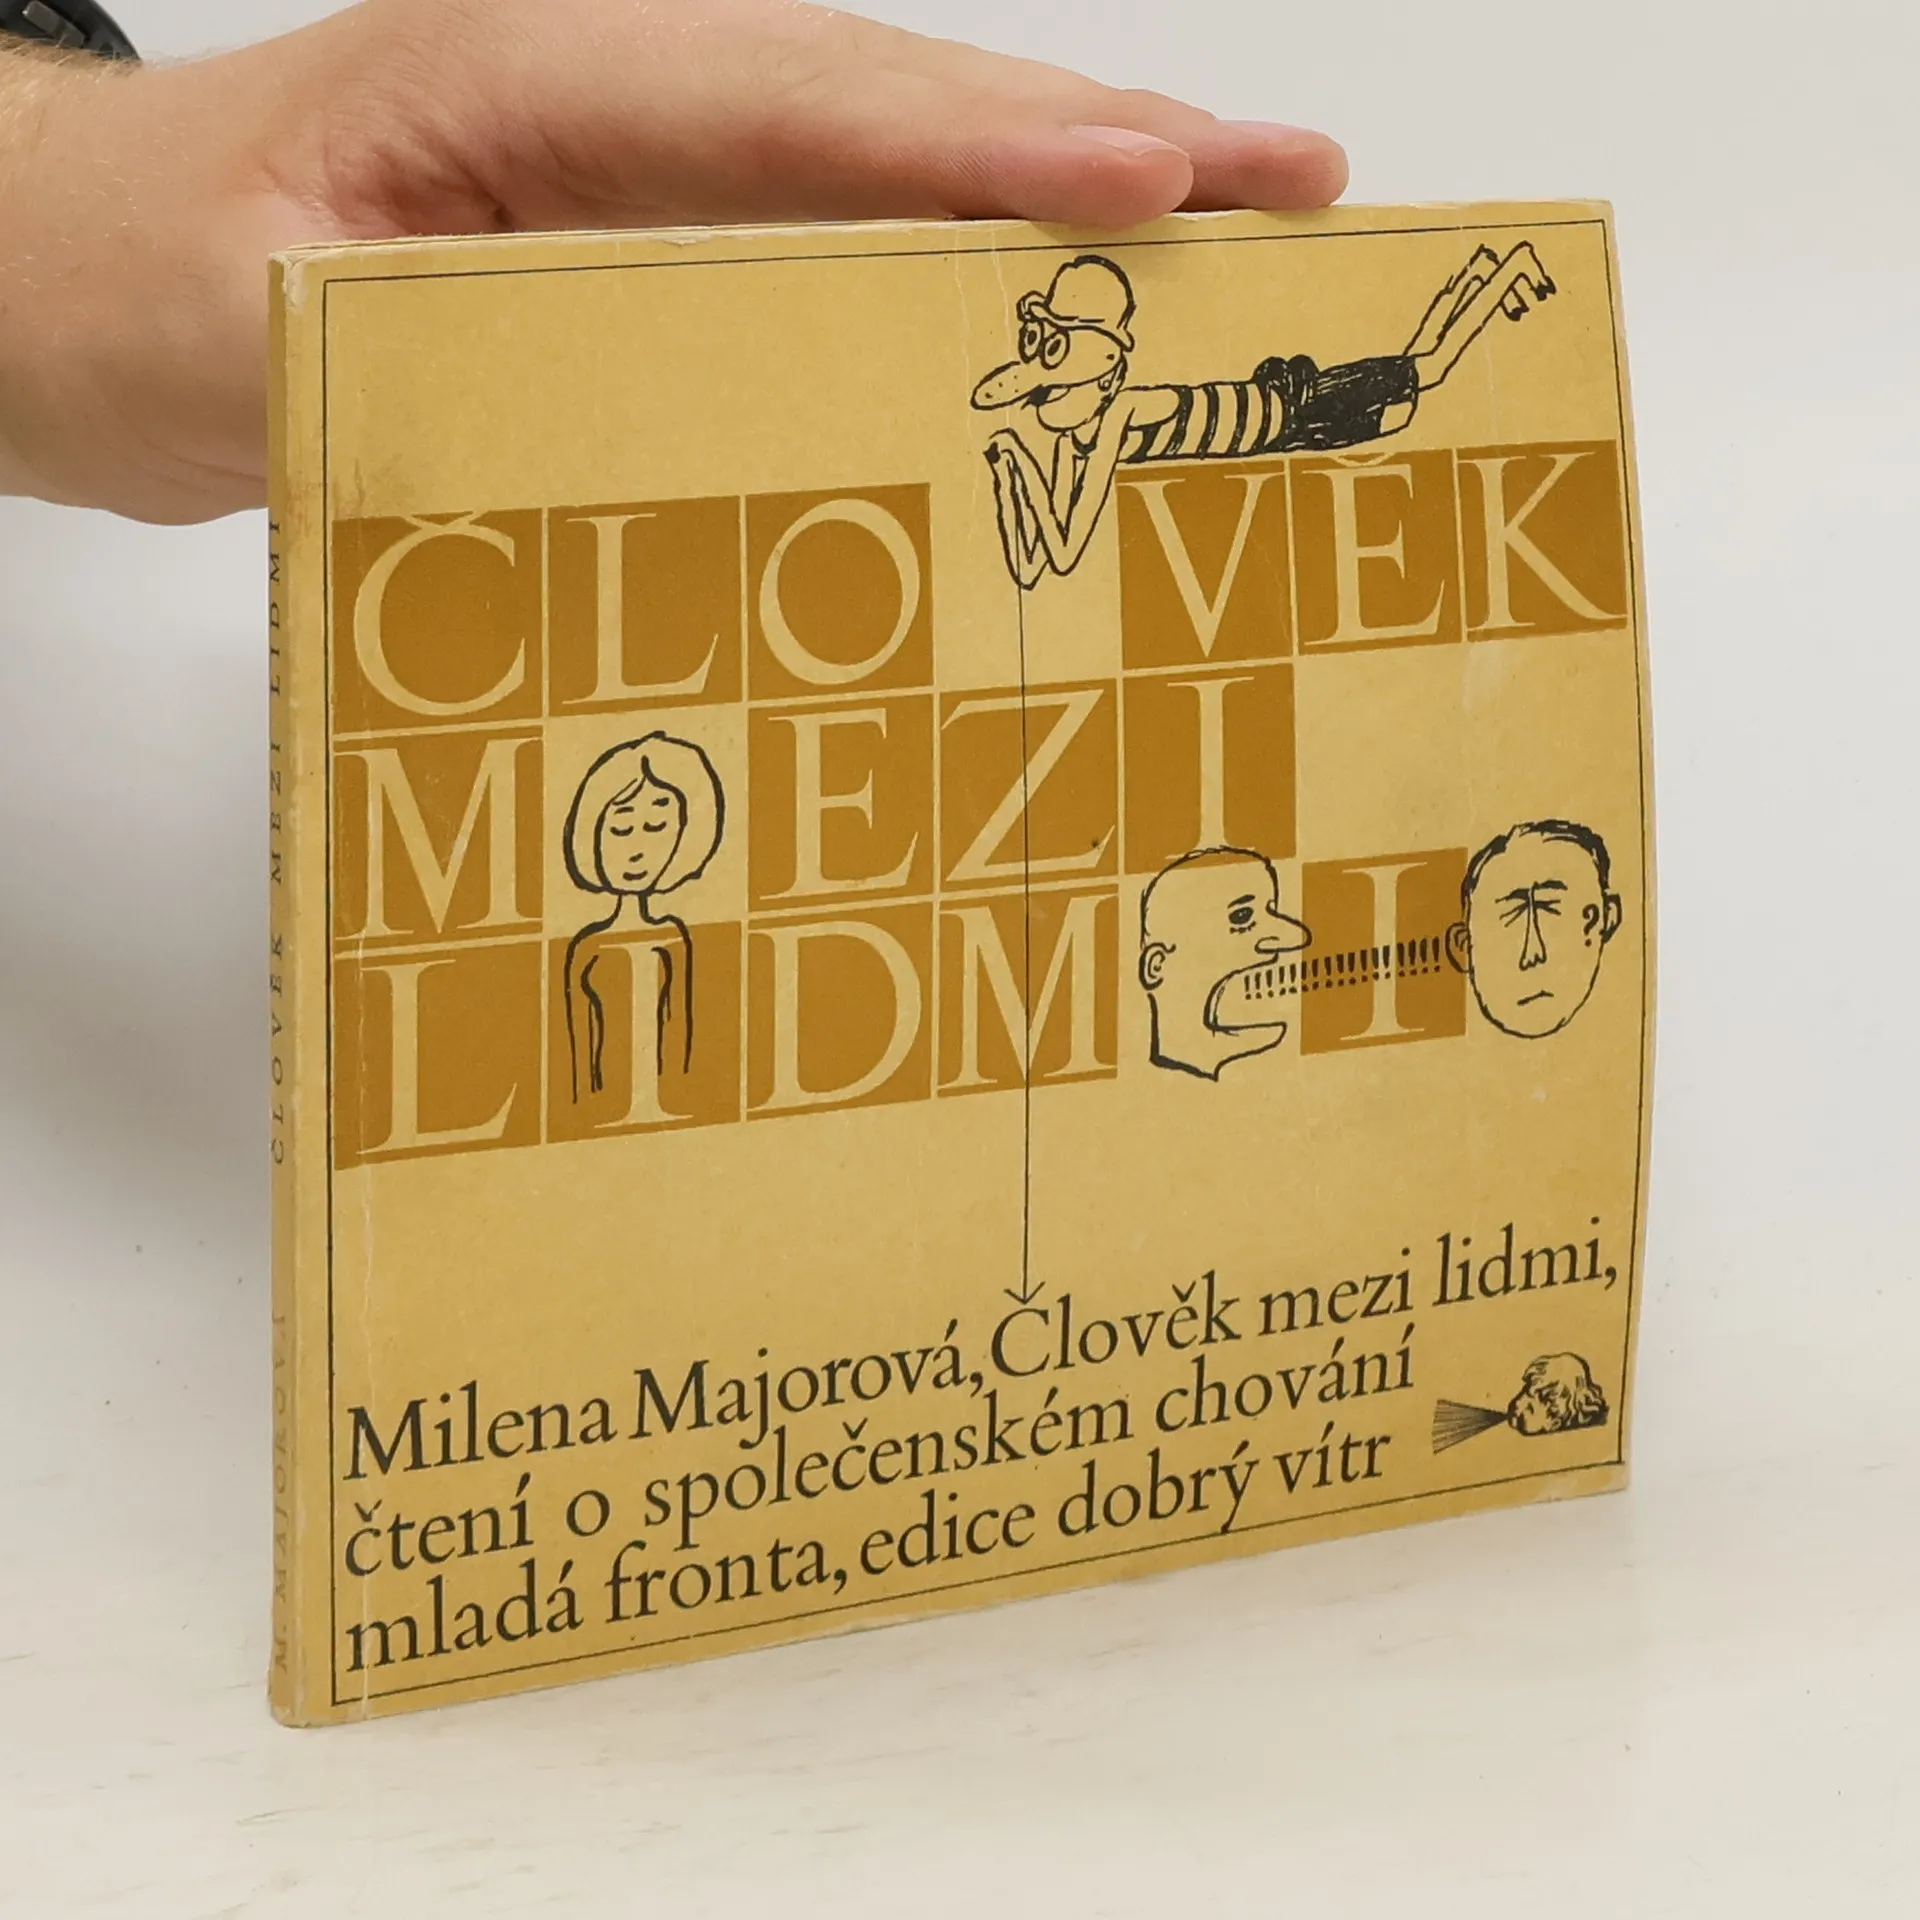 ČLOVĚK
MEZI
LIDMI
!!!!!!!!!!!!!!!!
?
Milena Majorová, Člověk mezi lidmi,
čtení o společenském chování
mladá fronta, edice dobrý vítr
M. MAJOROVÁ ČLOVĚK MEZI LIDMI